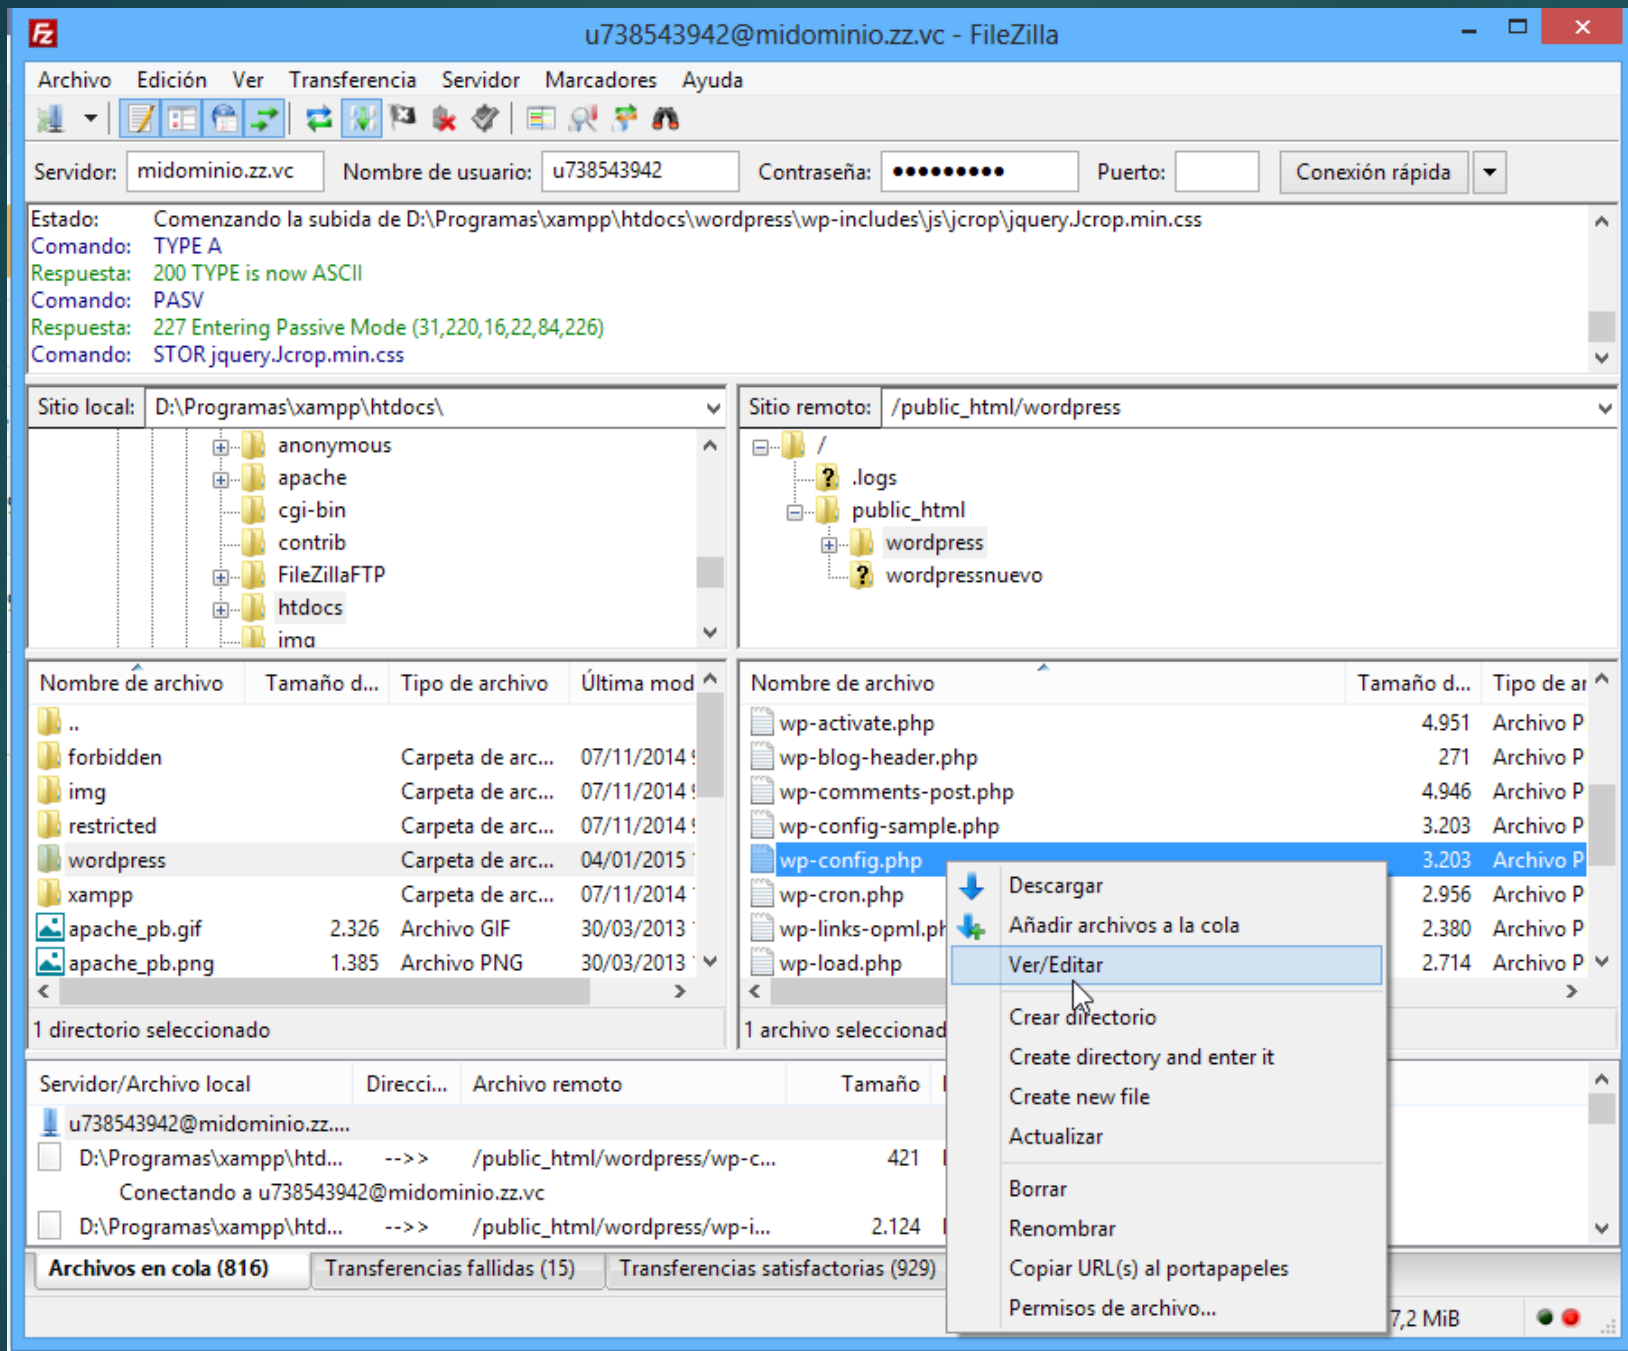 u738543942@midominio.zz.vc - FileZilla
Archivo Edición Ver Transferencia Servidor Marcadores Ayuda
Servidor: midominio.zz.vc Nombre de usuario: u738543942 Contraseña: ●●●●●●●●● Puerto: Conexión rápida
Estado: Comenzando la subida de D:\Programas\xampp\htdocs\wordpress\wp-includes\js\jcrop\jquery.Jcrop.min.css
Comando: TYPE A
Respuesta: 200 TYPE is now ASCII
Comando: PASV
Respuesta: 227 Entering Passive Mode (31,220,16,22,84,226)
Comando: STOR jquery.Jcrop.min.css
Sitio local: D:\Programas\xampp\htdocs\
anonymous
apache
cgi-bin
contrib
FileZillaFTP
htdocs
img
Sitio remoto: /public_html/wordpress
/
.logs
public_html
wordpress
wordpressnuevo
Nombre de archivo Tamaño d... Tipo de archivo Última mod
..
forbidden Carpeta de arc... 07/11/2014
img Carpeta de arc... 07/11/2014
restricted Carpeta de arc... 07/11/2014
wordpress Carpeta de arc... 04/01/2015
xampp Carpeta de arc... 07/11/2014
apache_pb.gif 2.326 Archivo GIF 30/03/2013
apache_pb.png 1.385 Archivo PNG 30/03/2013
1 directorio seleccionado
Nombre de archivo Tamaño d... Tipo de ar
wp-activate.php 4.951 Archivo P
wp-blog-header.php 271 Archivo P
wp-comments-post.php 4.946 Archivo P
wp-config-sample.php 3.203 Archivo P
wp-config.php 3.203 Archivo P
wp-cron.php 2.956 Archivo P
wp-links-opml.ph 2.380 Archivo P
wp-load.php 2.714 Archivo P
1 archivo seleccionad
Descargar
Añadir archivos a la cola
Ver/Editar
Crear directorio
Create directory and enter it
Create new file
Actualizar
Borrar
Renombrar
Copiar URL(s) al portapapeles
Permisos de archivo...
Servidor/Archivo local Direcci... Archivo remoto Tamaño
u738543942@midominio.zz....
D:\Programas\xampp\htd... -->> /public_html/wordpress/wp-c... 421
Conectando a u738543942@midominio.zz.vc
D:\Programas\xampp\htd... -->> /public_html/wordpress/wp-i... 2.124
Archivos en cola (816) Transferencias fallidas (15) Transferencias satisfactorias (929)
7,2 MiB